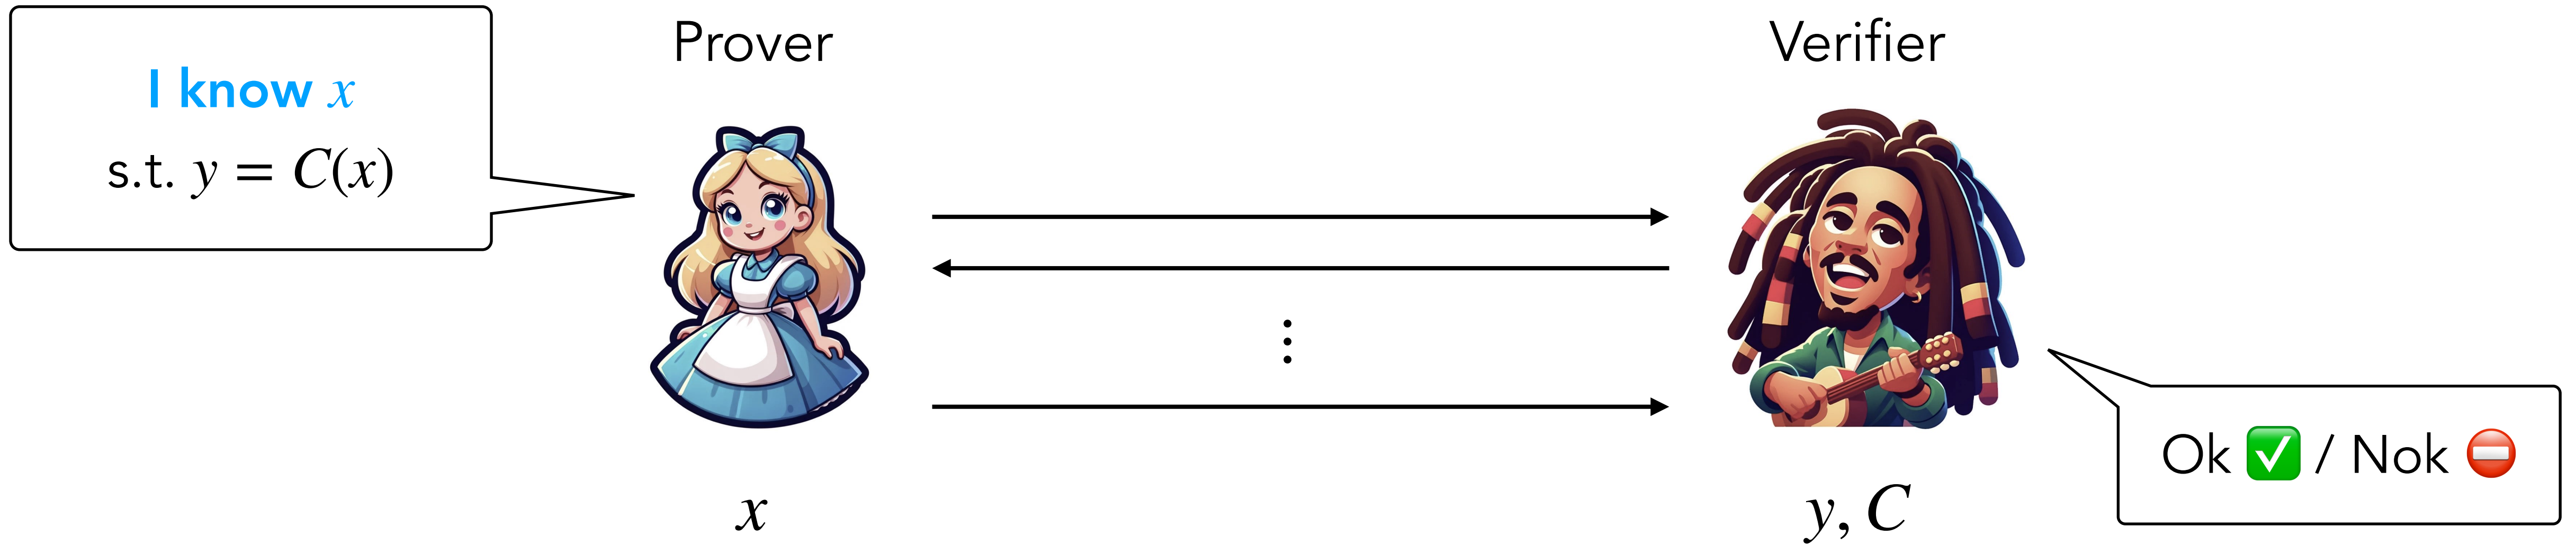 Prover
Verifier
I know x
s.t. y = C(x)
⋮
Ok ✅ / Nok ⛔
x
y, C